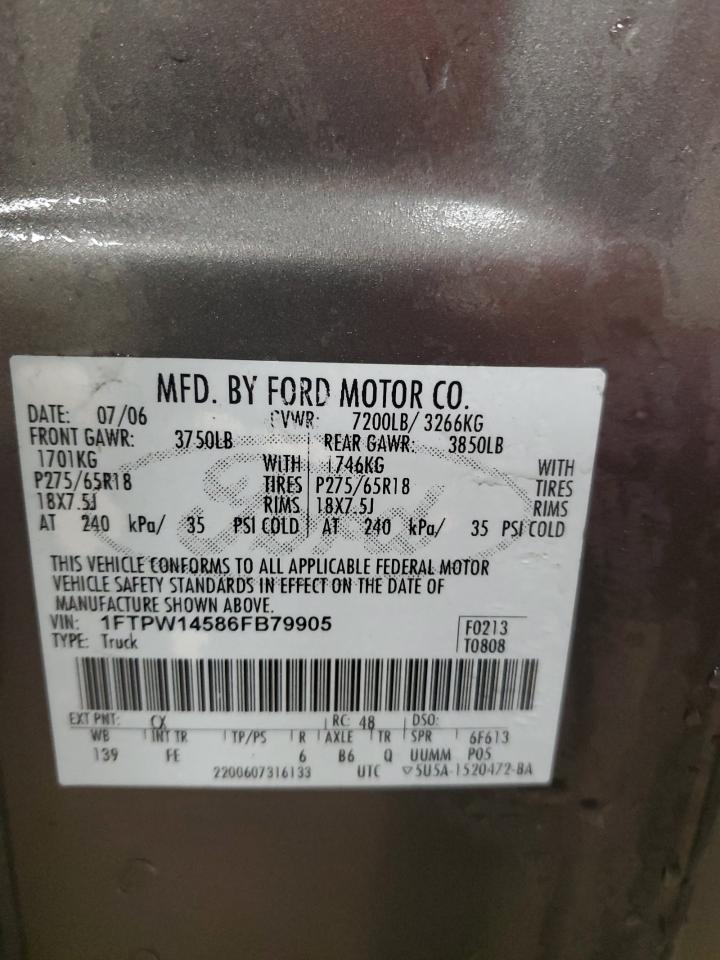 MFD. BY FORD MOTOR CO.
DATE: 07/06 GVWR: 7200LB/ 3266KG
FRONT GAWR: 3750LB REAR GAWR: 3850LB
1701KG WITH 1746KG WITH
P275/65R18 TIRES P275/65R18 TIRES
18X7.5J RIMS 18X7.5J RIMS
AT 240 kPa/ 35 PSI COLD AT 240 kPa/ 35 PSI COLD
Ford
THIS VEHICLE CONFORMS TO ALL APPLICABLE FEDERAL MOTOR
VEHICLE SAFETY STANDARDS IN EFFECT ON THE DATE OF
MANUFACTURE SHOWN ABOVE.
VIN: 1FTPW14586FB79905 F0213
TYPE: Truck T0808
EXT PNT: CX RC: 48 DSO:
WB INT TR TP/PS R AXLE TR SPR 6F613
139 FE 6 B6 Q UUMM P05
2200607316133 UTC ▽5U5A-1520472-BA